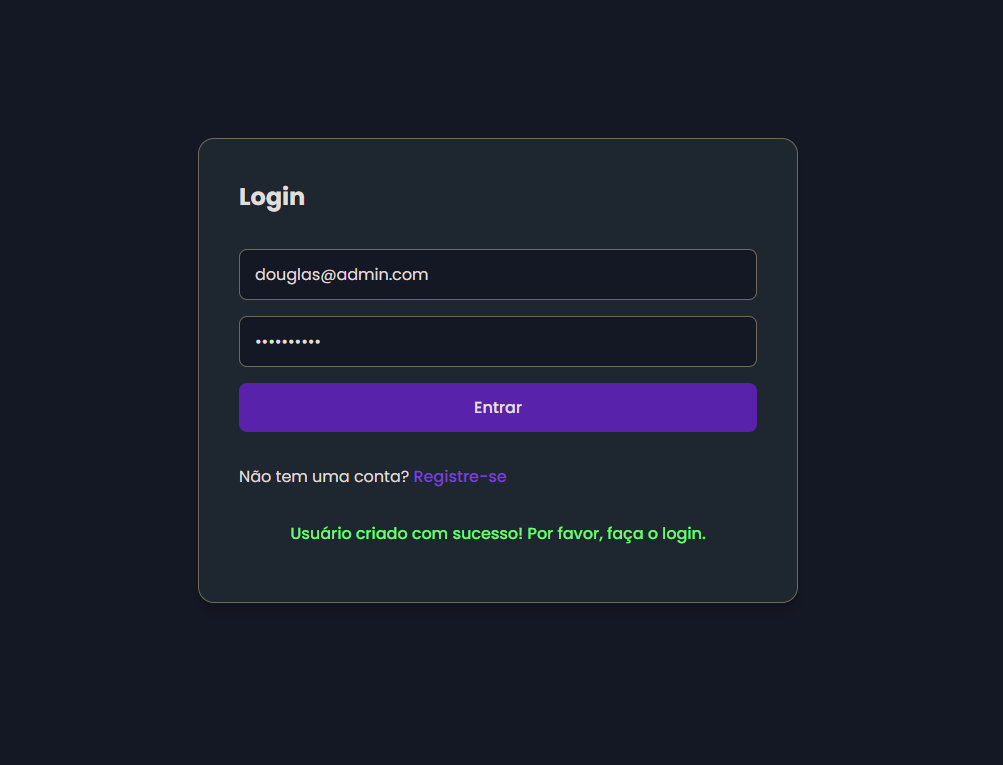 Login
douglas@admin.com
••••••••••
Entrar
Não tem uma conta? Registre-se
Usuário criado com sucesso! Por favor, faça o login.